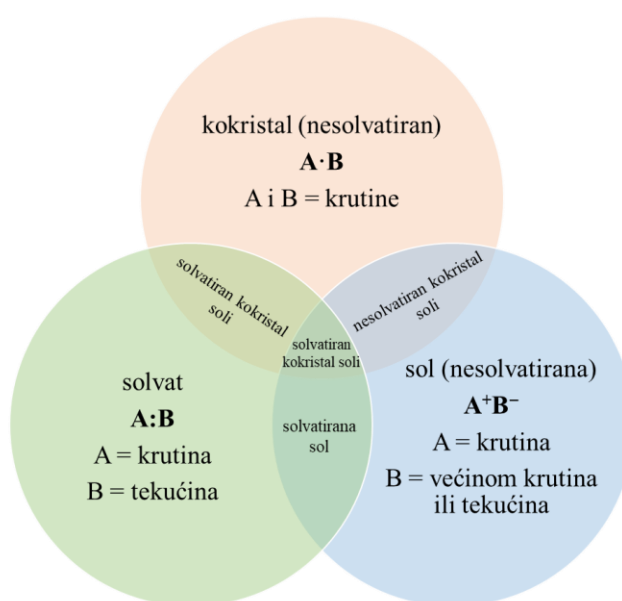 kokristal (nesolvatiran)
A·B
A i B = krutine
solvatiran kokristal
soli
nesolvatiran kokristal
soli
solvatiran
kokristal soli
solvat
A:B
A = krutina
B = tekućina
solvatirana
sol
sol (nesolvatirana)
A⁺B⁻
A = krutina
B = većinom krutina
ili tekućina